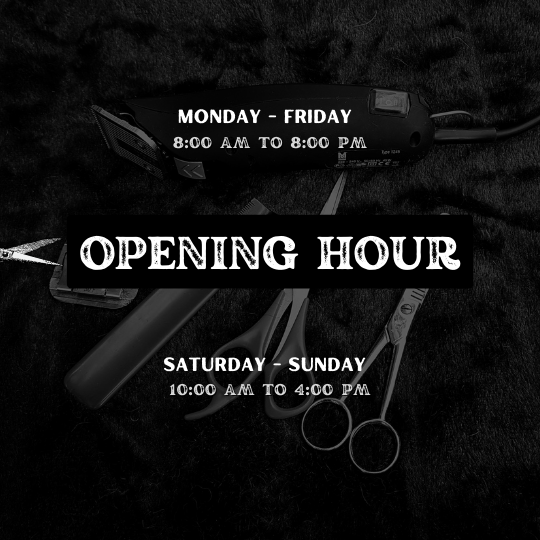 MONDAY - FRIDAY
8:00 AM TO 8:00 PM
OPENING HOUR
SATURDAY - SUNDAY
10:00 AM TO 4:00 PM